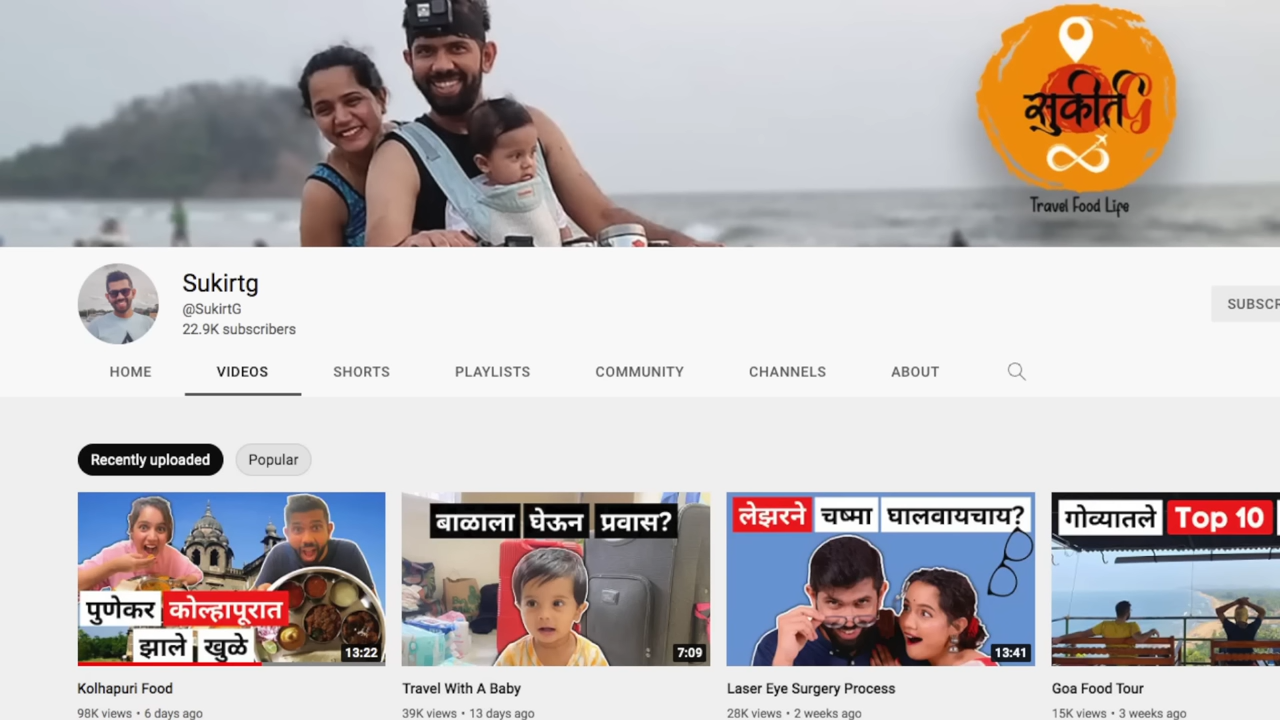 सुकीर्तG
Travel Food Life
Sukirtg
@SukirtG
22.9K subscribers
HOME VIDEOS SHORTS PLAYLISTS COMMUNITY CHANNELS ABOUT
Recently uploaded Popular
पुणेकर कोल्हापूरात
झाले खुळे
13:22
बाळाला घेऊन प्रवास?
7:09
लेझरने चष्मा घालवायचाय?
13:41
गोव्यातले Top 10
Kolhapuri Food
98K views • 6 days ago
Travel With A Baby
39K views • 13 days ago
Laser Eye Surgery Process
28K views • 2 weeks ago
Goa Food Tour
15K views • 3 weeks ago